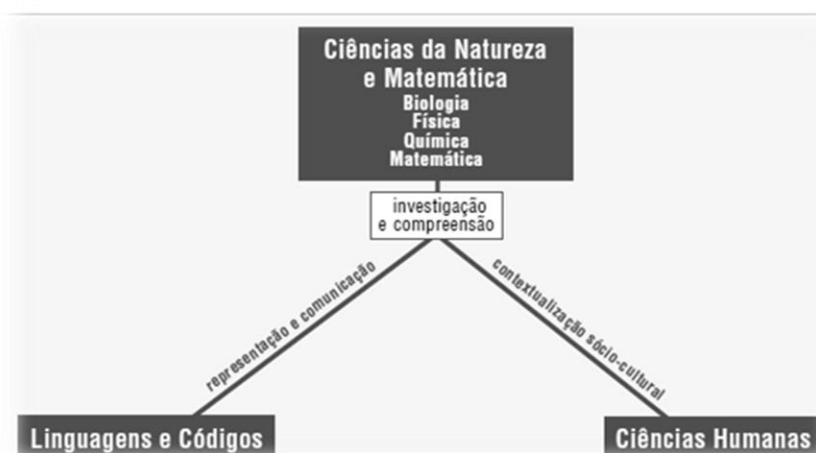 Ciências da Natureza
e Matemática
Biologia
Física
Química
Matemática
investigação
e compreensão
representação e comunicação
contextualização sócio-cultural
Linguagens e Códigos
Ciências Humanas